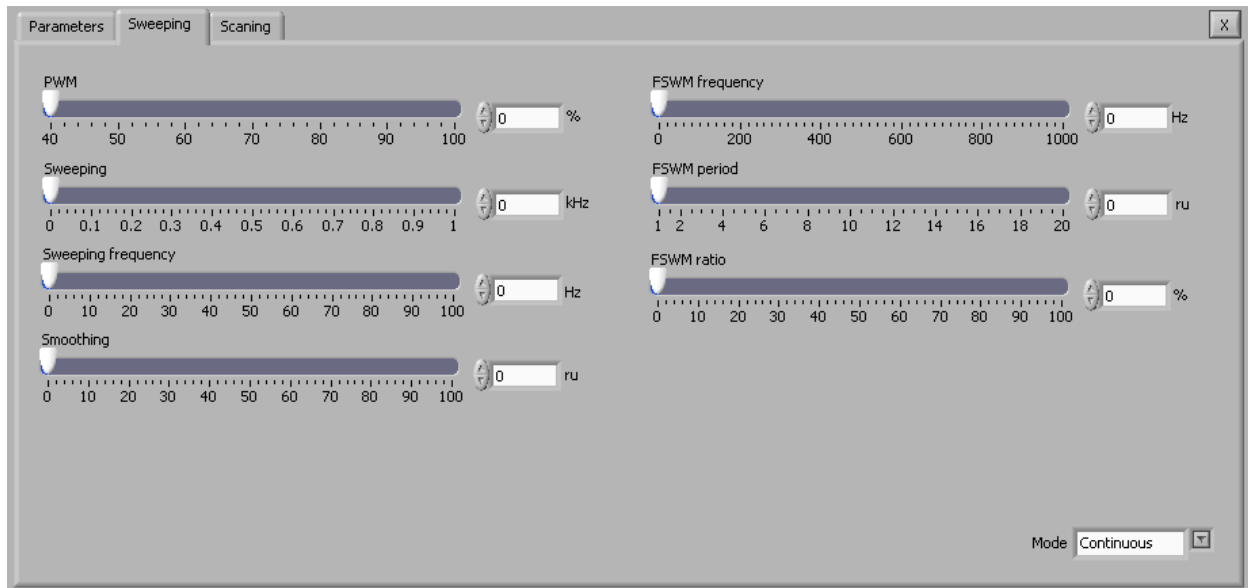 Parameters Sweeping Scaning X
PWM
0 %
40 50 60 70 80 90 100
Sweeping
0 kHz
0 0.1 0.2 0.3 0.4 0.5 0.6 0.7 0.8 0.9 1
Sweeping frequency
0 Hz
0 10 20 30 40 50 60 70 80 90 100
Smoothing
0 ru
0 10 20 30 40 50 60 70 80 90 100
FSWM frequency
0 Hz
0 200 400 600 800 1000
FSWM period
0 ru
1 2 4 6 8 10 12 14 16 18 20
FSWM ratio
0 %
0 10 20 30 40 50 60 70 80 90 100
Mode Continuous